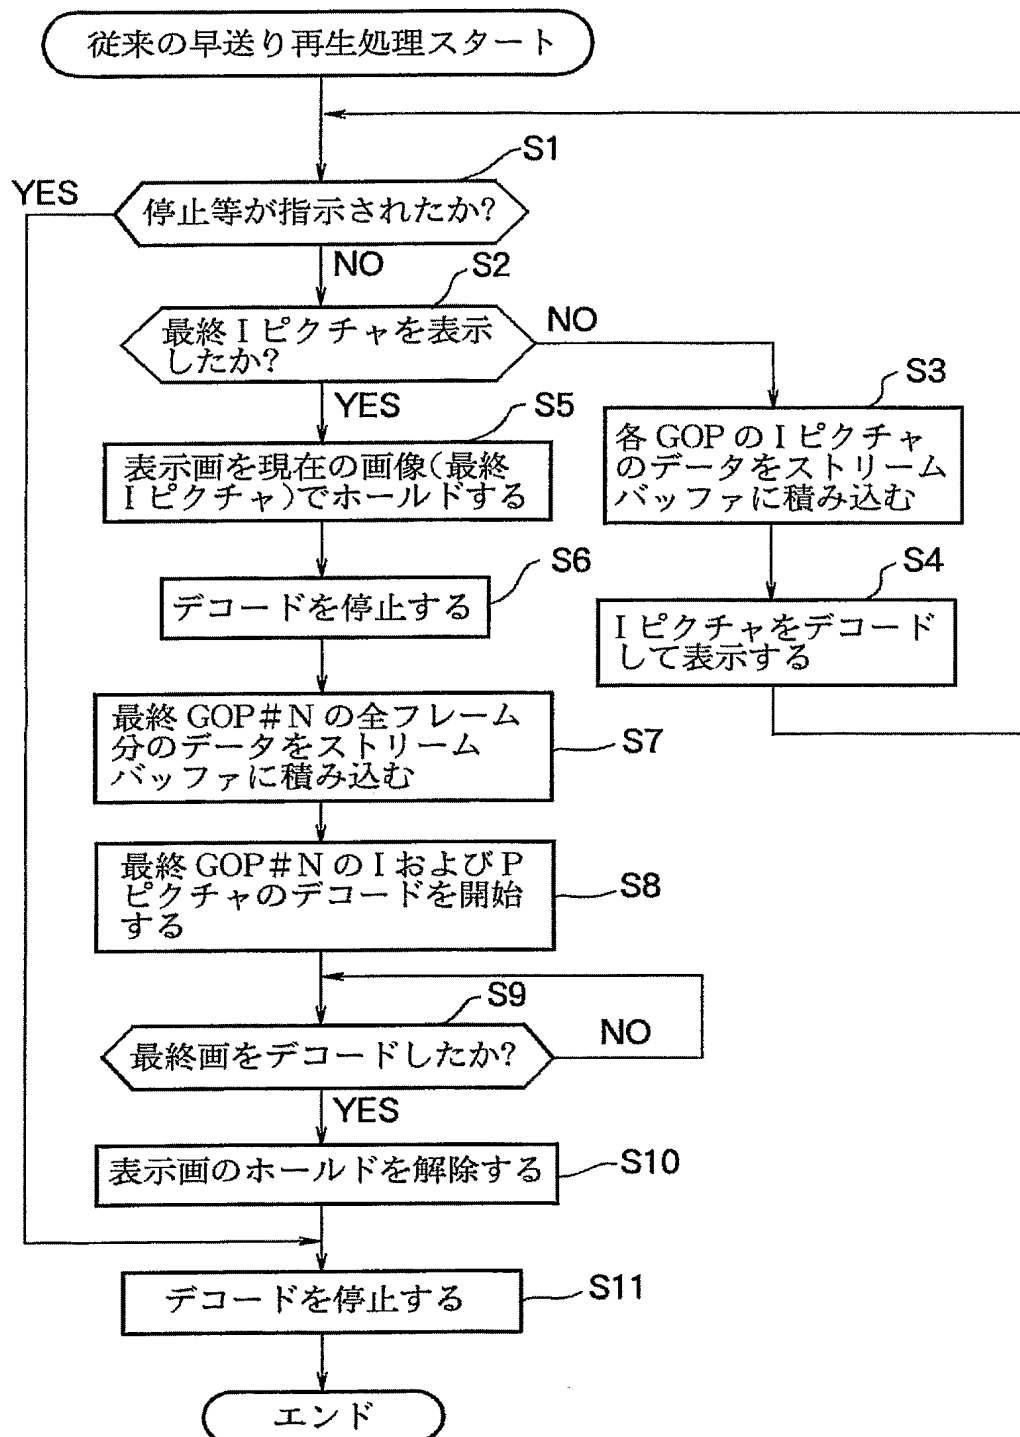 従来の早送り再生処理スタート
S1
YES
停止等が指示されたか?
NO
S2
最終Iピクチャを表示
したか?
NO
YES
S3
各GOPのIピクチャ
のデータをストリーム
バッファに積み込む
S5
表示画を現在の画像(最終
Iピクチャ)でホールドする
S4
Iピクチャをデコード
して表示する
S6
デコードを停止する
最終GOP#Nの全フレーム
分のデータをストリーム
バッファに積み込む
S7
最終GOP#NのIおよびP
ピクチャのデコードを開始
する
S8
S9
最終画をデコードしたか?
NO
YES
表示画のホールドを解除する
S10
デコードを停止する
S11
エンド